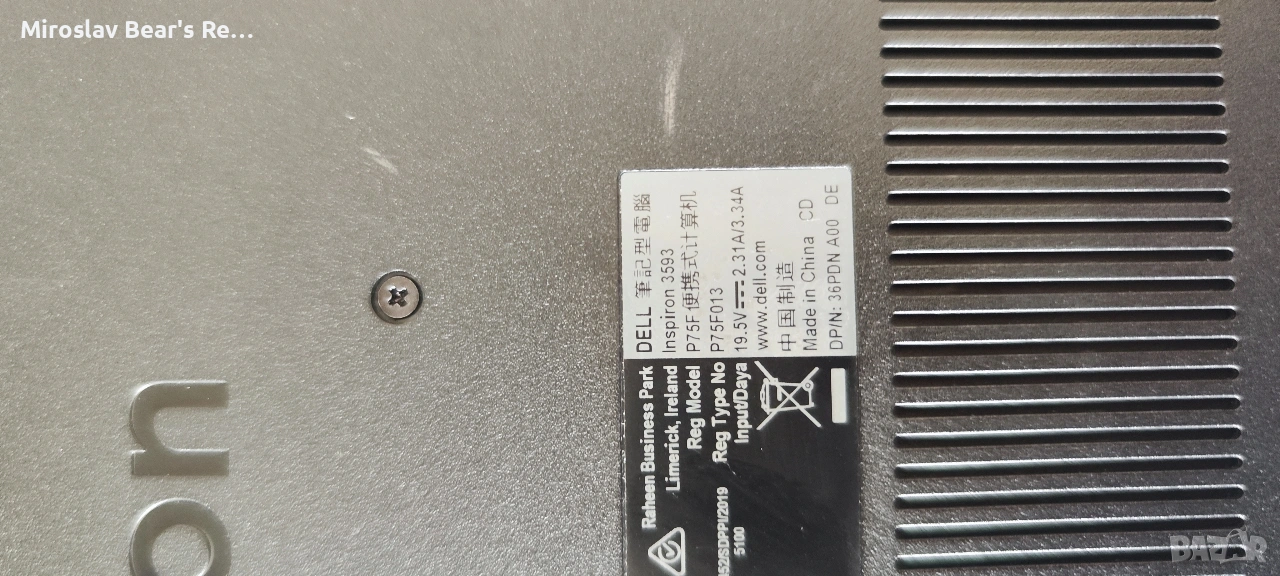 Miroslav Bear's Re…
DELL 筆記型電腦
Inspiron 3593
P75F 便携式计算机
P75F013
19.5V⎓2.31A/3.34A
www.dell.com
中国制造
Made in China CD
DP/N: 36PDN A00 DE
Raheen Business Park
Limerick, Ireland
Reg Model
Reg Type No
Input/Daya
5100
on
BAZAR